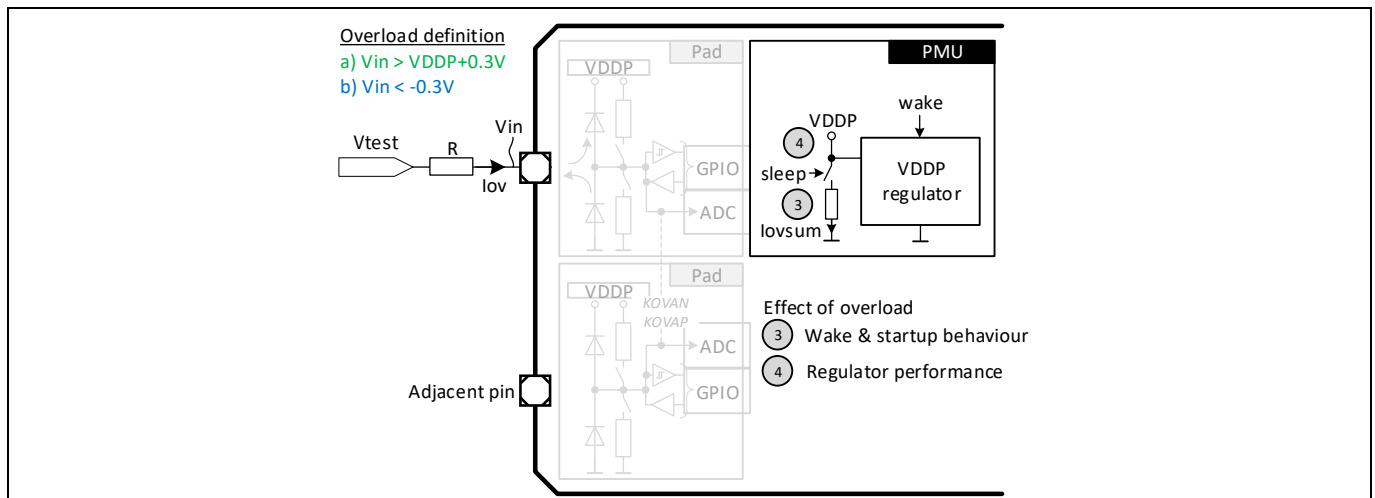 Overload definition
a) Vin > VDDP+0.3V
b) Vin < -0.3V
Vtest
R
Iov
Vin
Pad
VDDP
GPIO
ADC
PMU
wake
VDDP
4
sleep
3
Iovsum
VDDP
regulator
Pad
VDDP
KOVAN
KOVAP
ADC
GPIO
Adjacent pin
Effect of overload
3 Wake & startup behaviour
4 Regulator performance